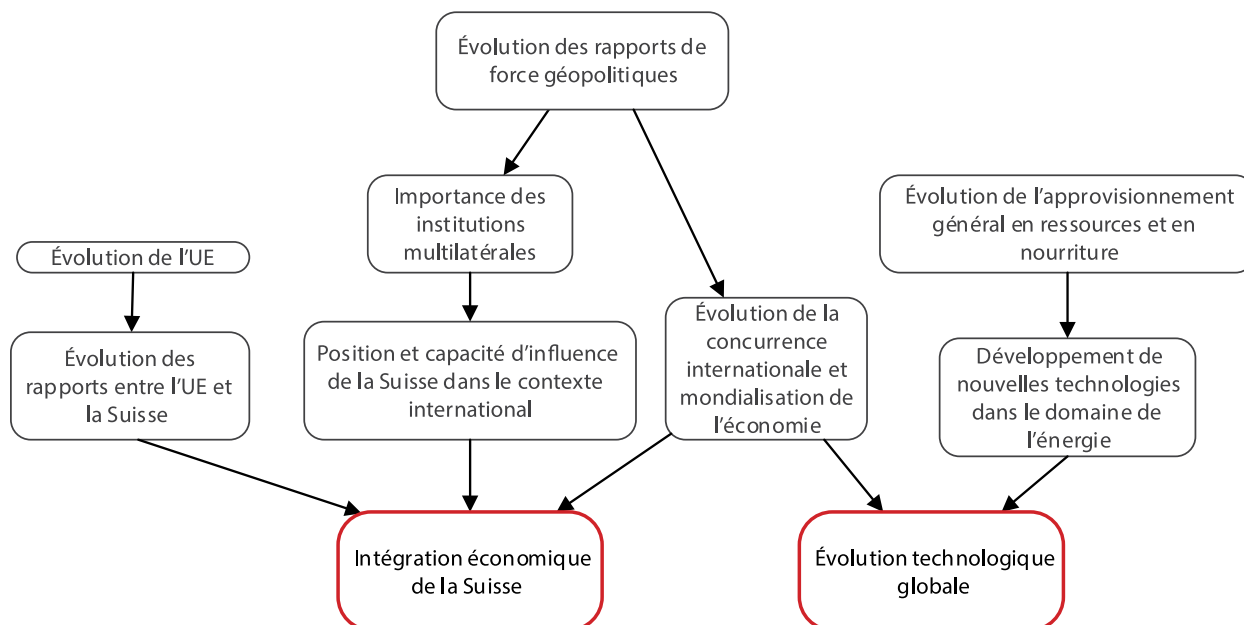 Évolution des rapports de
force géopolitiques
Importance des
institutions
multilatérales
Évolution de l’approvisionnement
général en ressources et en
nourriture
Évolution de l’UE
Évolution des
rapports entre l’UE et
la Suisse
Position et capacité d’influence
de la Suisse dans le contexte
international
Évolution de la
concurrence
internationale et
mondialisation de
l’économie
Développement de
nouvelles technologies
dans le domaine de
l’énergie
Intégration économique
de la Suisse
Évolution technologique
globale